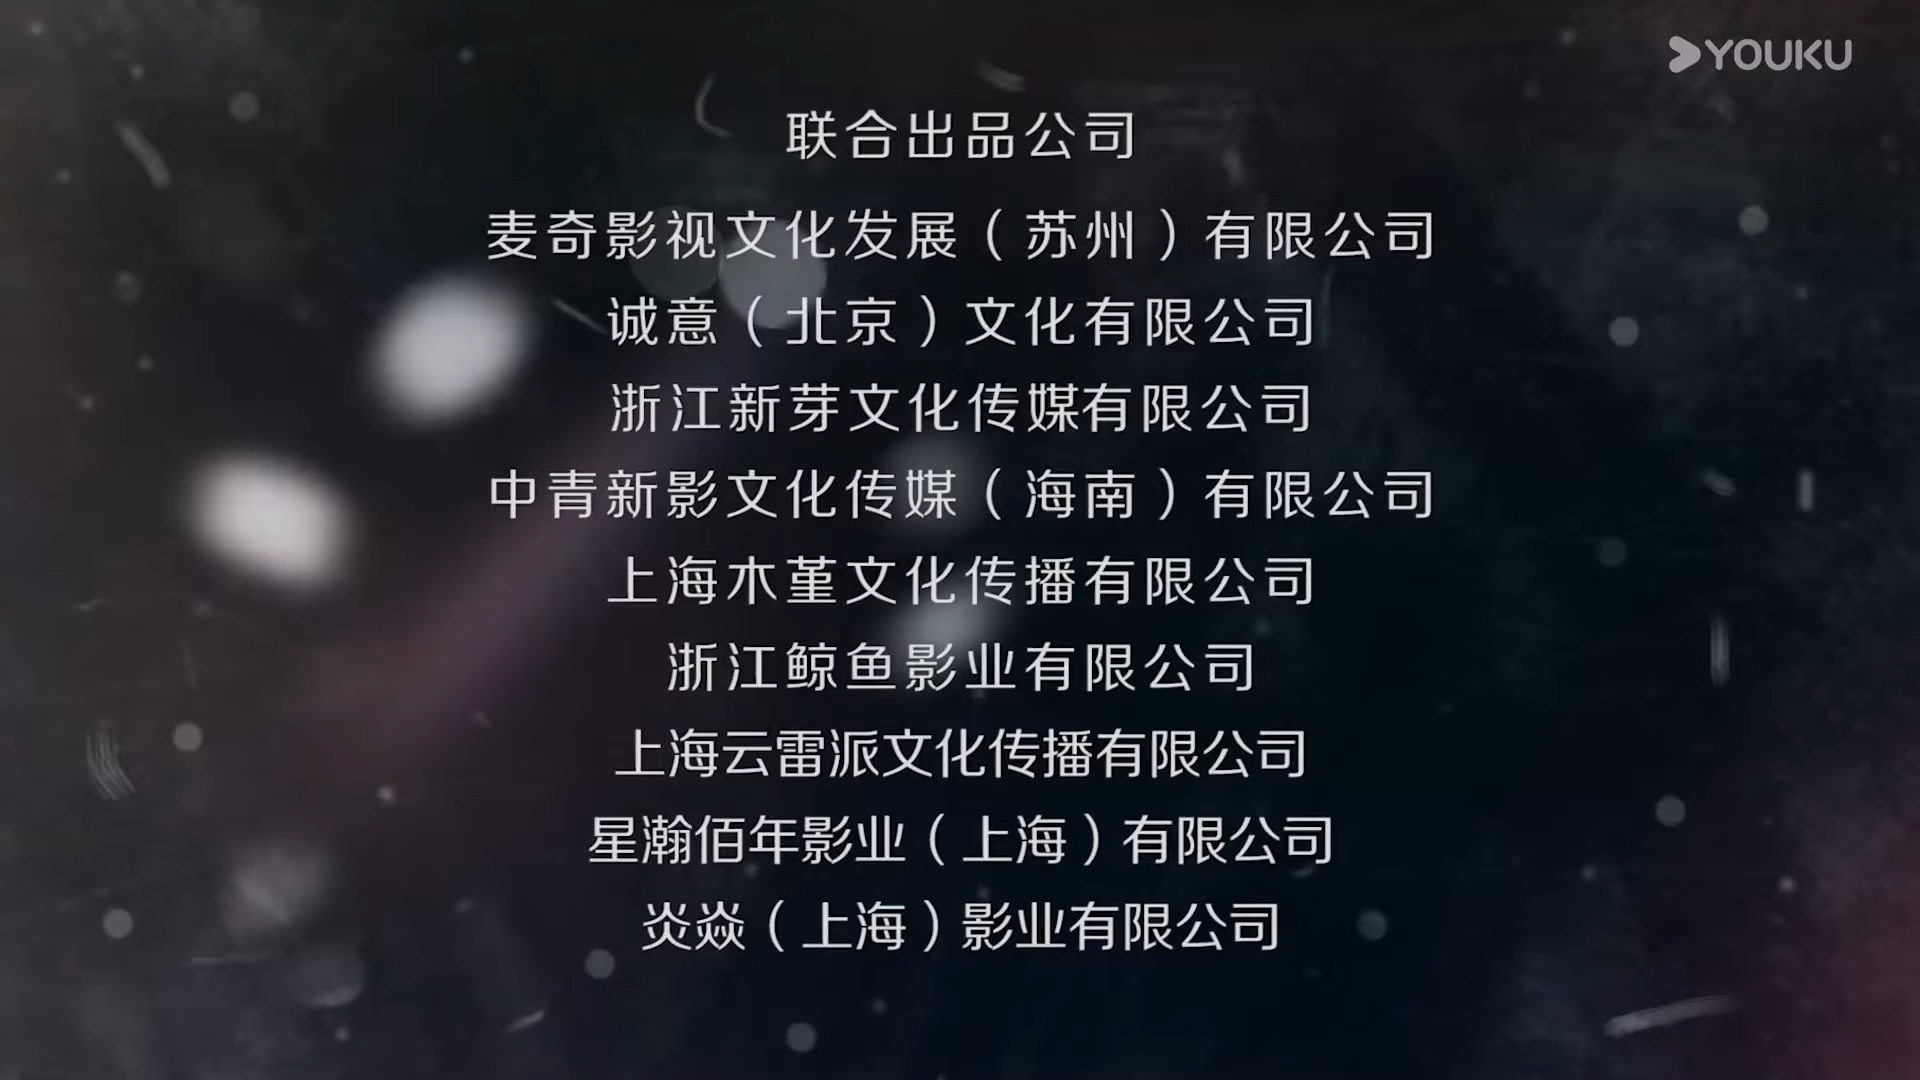 YOUKU
联合出品公司
麦奇影视文化发展（苏州）有限公司
诚意（北京）文化有限公司
浙江新芽文化传媒有限公司
中青新影文化传媒（海南）有限公司
上海木堇文化传播有限公司
浙江鲸鱼影业有限公司
上海云雷派文化传播有限公司
星瀚佰年影业（上海）有限公司
炎焱（上海）影业有限公司